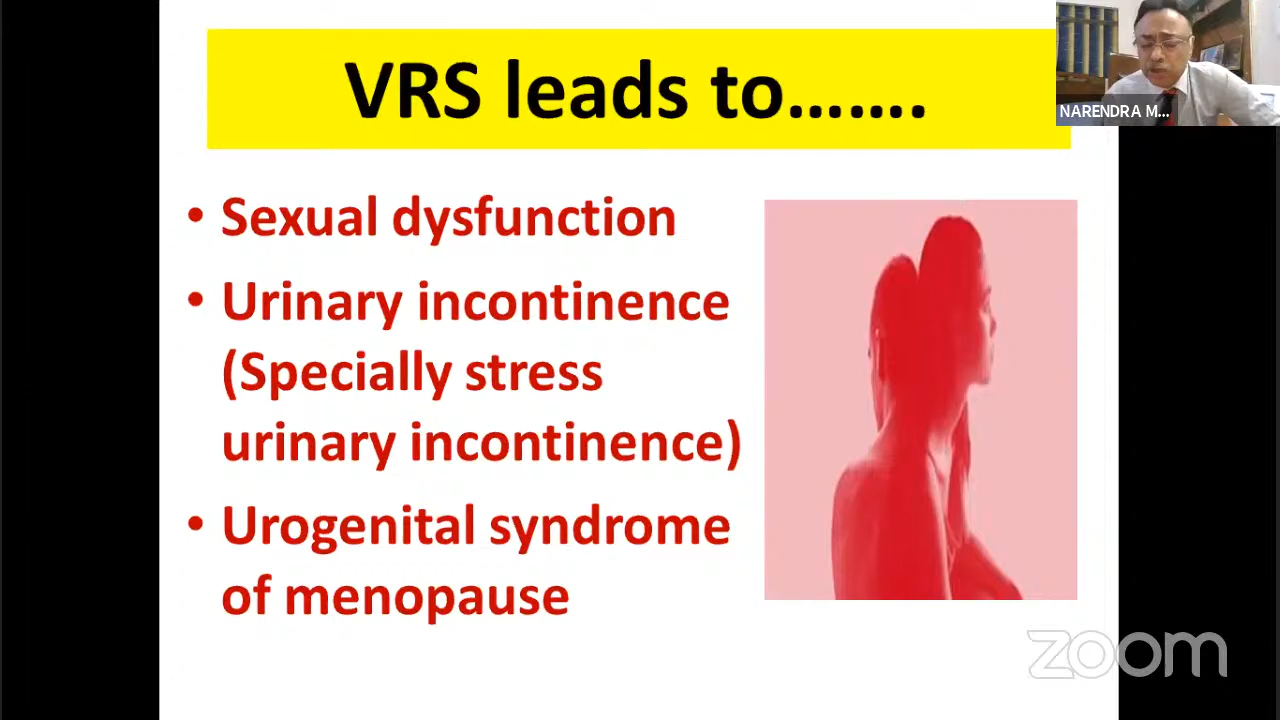 VRS leads to…….
NARENDRA M...
• Sexual dysfunction
• Urinary incontinence
(Specially stress
urinary incontinence)
• Urogenital syndrome
of menopause
zoom